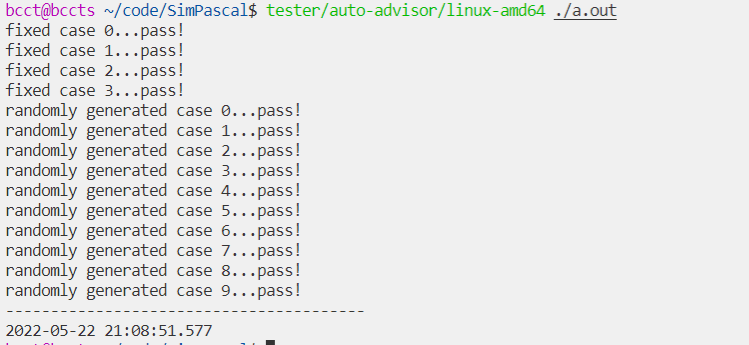 bcct@bccts ~/code/SimPascal$ tester/auto-advisor/linux-amd64 ./a.out
fixed case 0...pass!
fixed case 1...pass!
fixed case 2...pass!
fixed case 3...pass!
randomly generated case 0...pass!
randomly generated case 1...pass!
randomly generated case 2...pass!
randomly generated case 3...pass!
randomly generated case 4...pass!
randomly generated case 5...pass!
randomly generated case 6...pass!
randomly generated case 7...pass!
randomly generated case 8...pass!
randomly generated case 9...pass!
----------------------------------------
2022-05-22 21:08:51.577